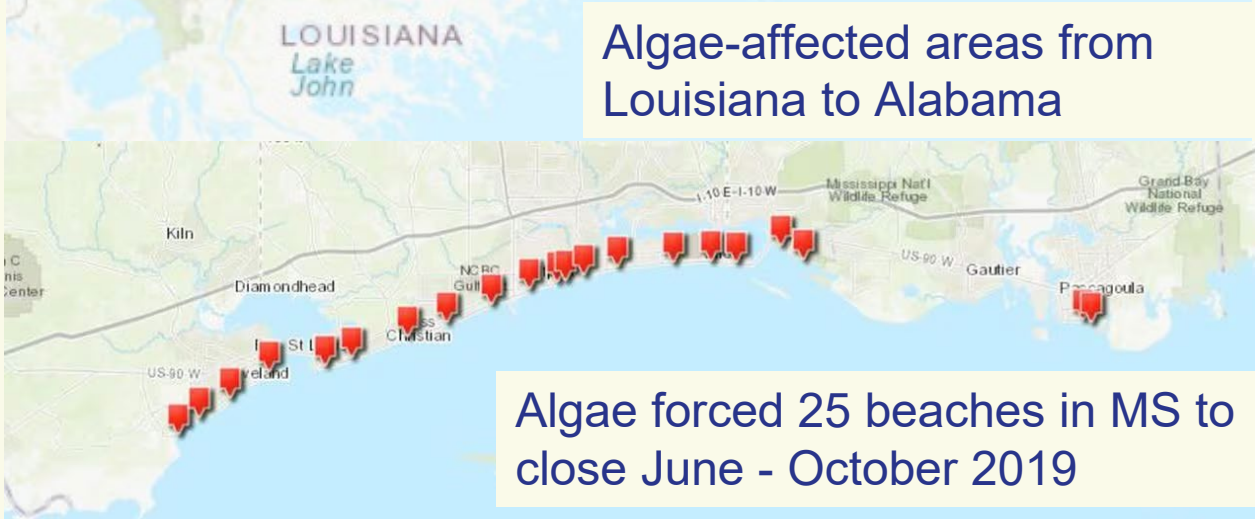 LOUISIANA
Lake
John
Algae-affected areas from
Louisiana to Alabama
I-10 E-I-10 W
Mississippi Nat'l
Wildlife Refuge
Grand Bay
National
Wildlife Refuge
Kiln
US-90 W
Gautier
Diamondhead
US-90 W
Algae forced 25 beaches in MS to
close June - October 2019